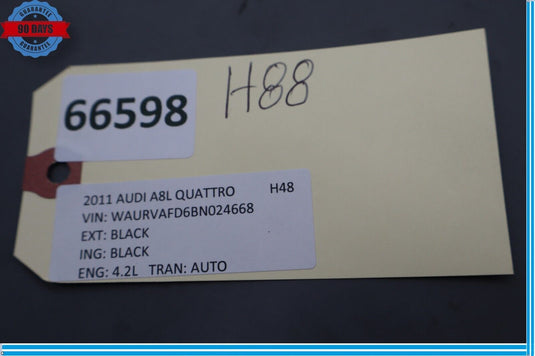 GUARANTEE
90 DAYS
GUARANTEE
66598
H88
2011 AUDI A8L QUATTRO H48
VIN: WAURVAFD6BN024668
EXT: BLACK
ING: BLACK
ENG: 4.2L TRAN: AUTO